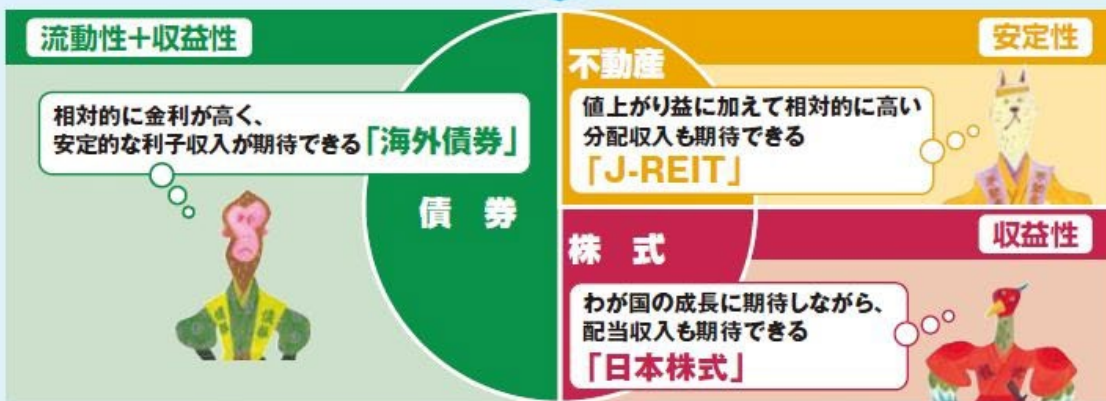 流動性+収益性
相対的に金利が高く、
安定的な利子収入が期待できる「海外債券」
債券
不動産
安定性
値上がり益に加えて相対的に高い
分配収入も期待できる
「J-REIT」
株式
収益性
わが国の成長に期待しながら、
配当収入も期待できる
「日本株式」